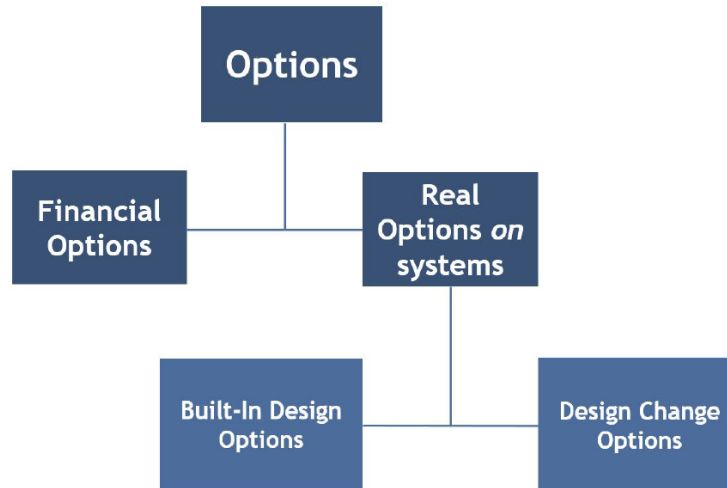 Options
Financial
Options
Real
Options on
systems
Built-In Design
Options
Design Change
Options